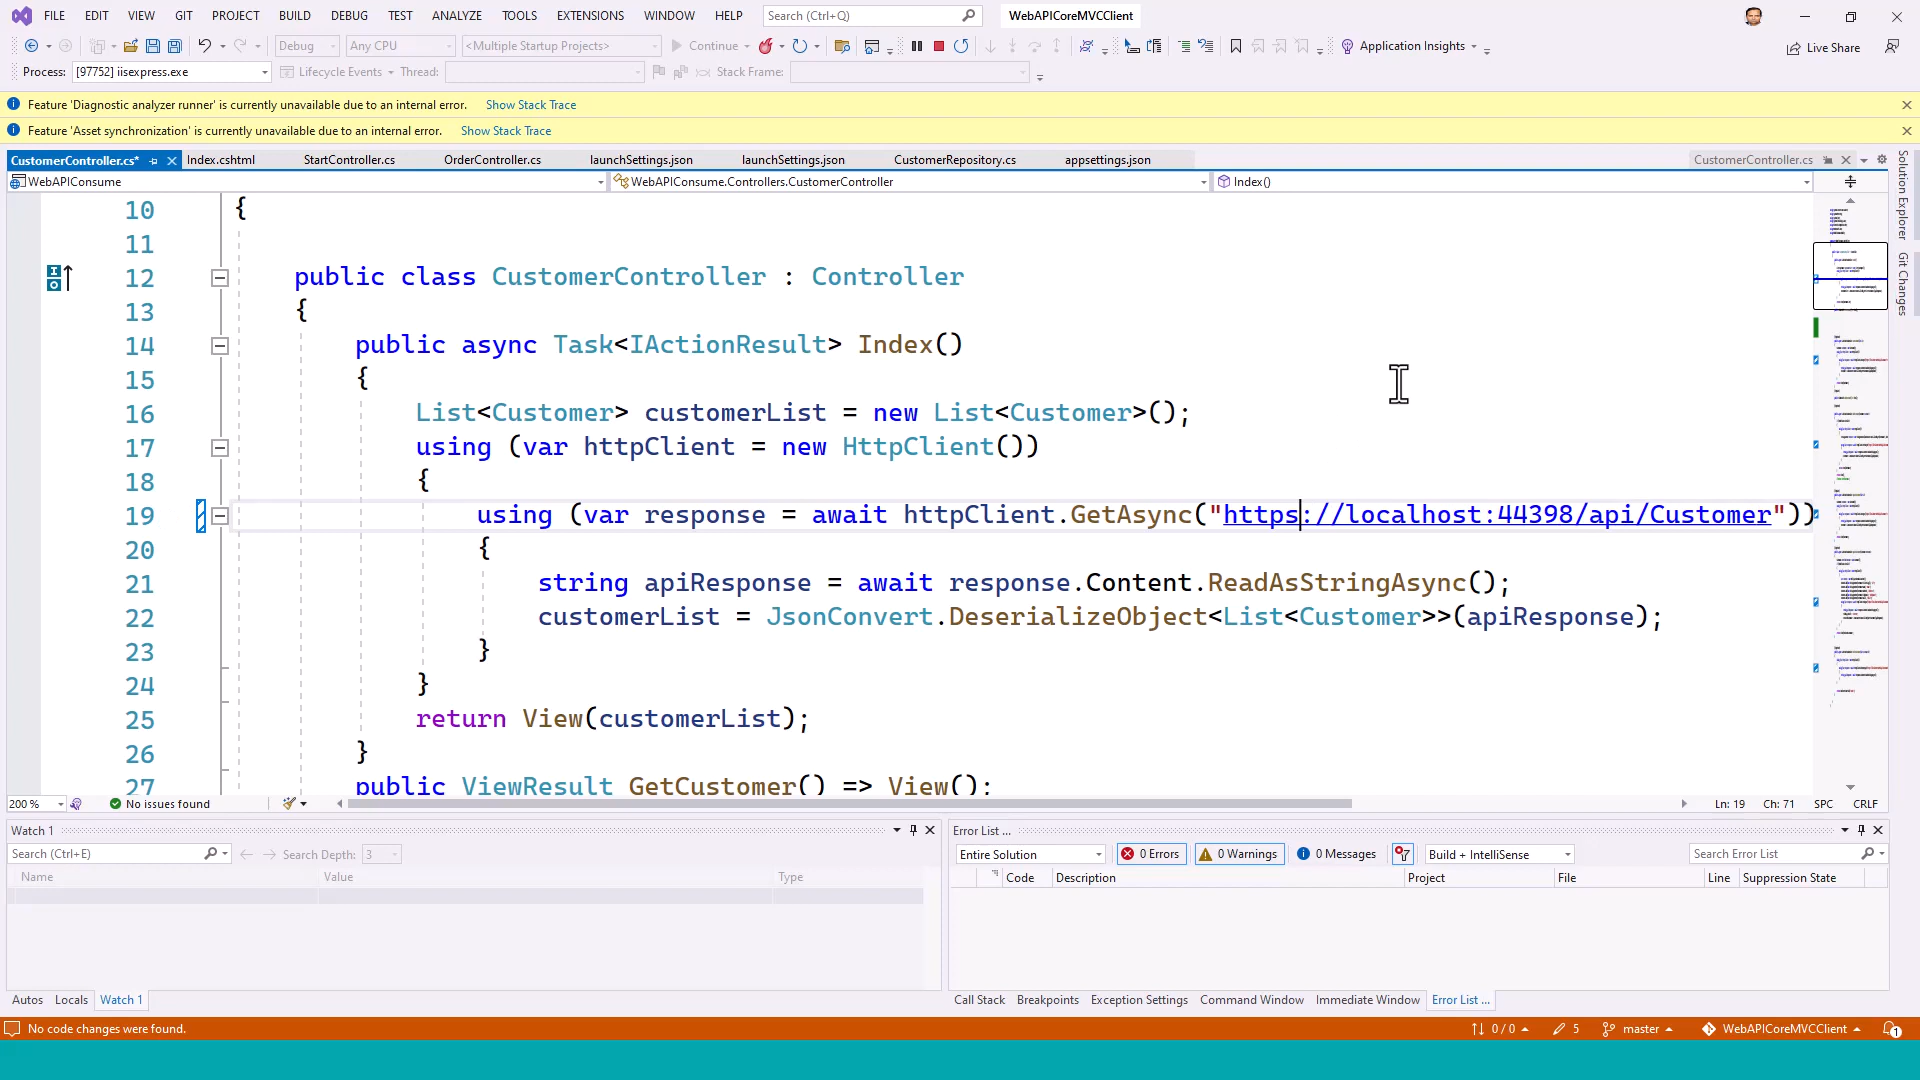 FILE EDIT VIEW GIT PROJECT BUILD DEBUG TEST ANALYZE TOOLS EXTENSIONS WINDOW HELP Search (Ctrl+Q) WebAPICoreMVCClient
Debug Any CPU <Multiple Startup Projects> Continue Application Insights Live Share
Process: [97752] iisexpress.exe Lifecycle Events Thread: Stack Frame:
Feature 'Diagnostic analyzer runner' is currently unavailable due to an internal error. Show Stack Trace
Feature 'Asset synchronization' is currently unavailable due to an internal error. Show Stack Trace
CustomerController.cs* Index.cshtml StartController.cs OrderController.cs launchSettings.json launchSettings.json CustomerRepository.cs appsettings.json CustomerController.cs
WebAPIConsume WebAPIConsume.Controllers.CustomerController Index()
Solution Explorer
Git Changes
10 {
11
12 public class CustomerController : Controller
13 {
14 public async Task<IActionResult> Index()
15 {
16 List<Customer> customerList = new List<Customer>();
17 using (var httpClient = new HttpClient())
18 {
19 using (var response = await httpClient.GetAsync("https://localhost:44398/api/Customer"))
20 {
21 string apiResponse = await response.Content.ReadAsStringAsync();
22 customerList = JsonConvert.DeserializeObject<List<Customer>>(apiResponse);
23 }
24 }
25 return View(customerList);
26 }
27 public ViewResult GetCustomer() => View();
200 % No issues found Ln: 19 Ch: 71 SPC CRLF
Watch 1
Search (Ctrl+E) Search Depth: 3
Name Value Type
Autos Locals Watch 1
Error List ...
Entire Solution 0 Errors 0 Warnings 0 Messages Build + IntelliSense Search Error List
Code Description Project File Line Suppression State
Call Stack Breakpoints Exception Settings Command Window Immediate Window Error List ...
No code changes were found. 0 / 0 5 master WebAPICoreMVCClient 1